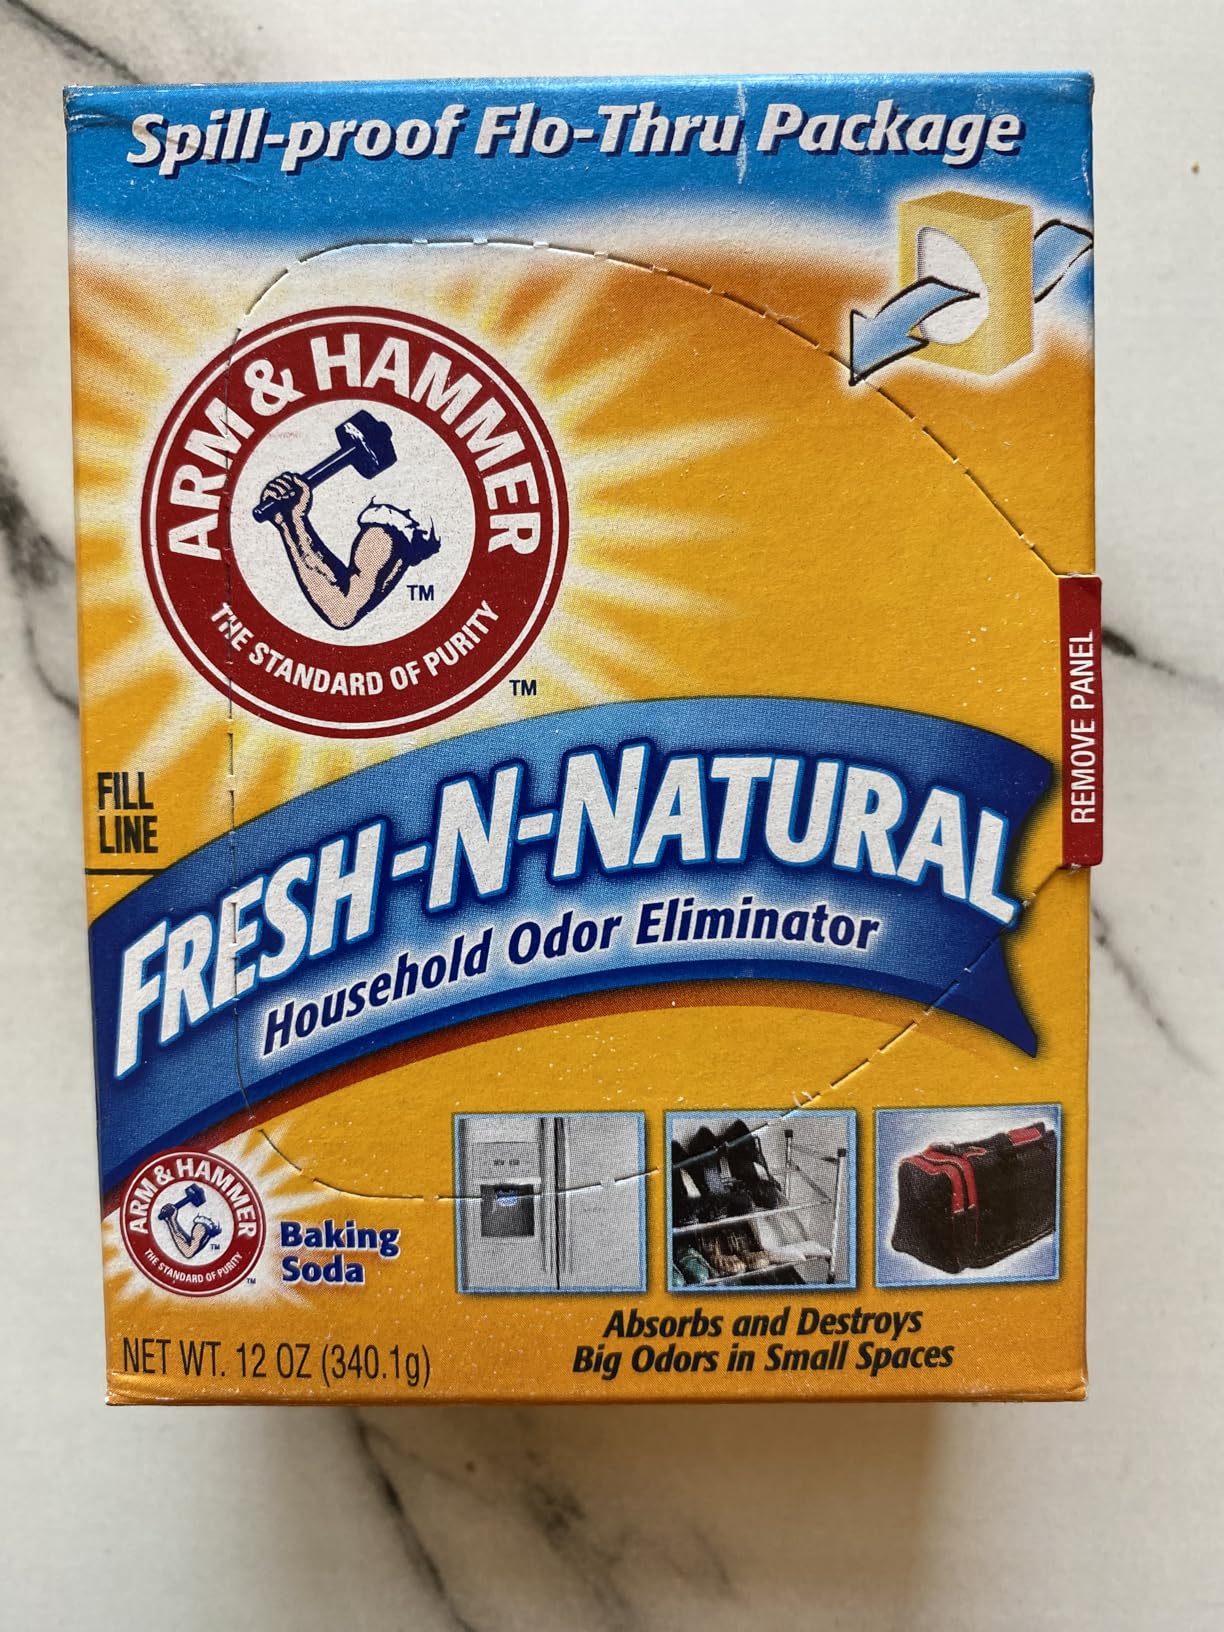 Spill-proof Flo-Thru Package
ARM & HAMMER
TM
THE STANDARD OF PURITY
TM
REMOVE PANEL
FILL
LINE
FRESH-N-NATURAL
Household Odor Eliminator
ARM & HAMMER
TM
THE STANDARD OF PURITY
TM
Baking
Soda
Absorbs and Destroys
Big Odors in Small Spaces
NET WT. 12 OZ (340.1g)